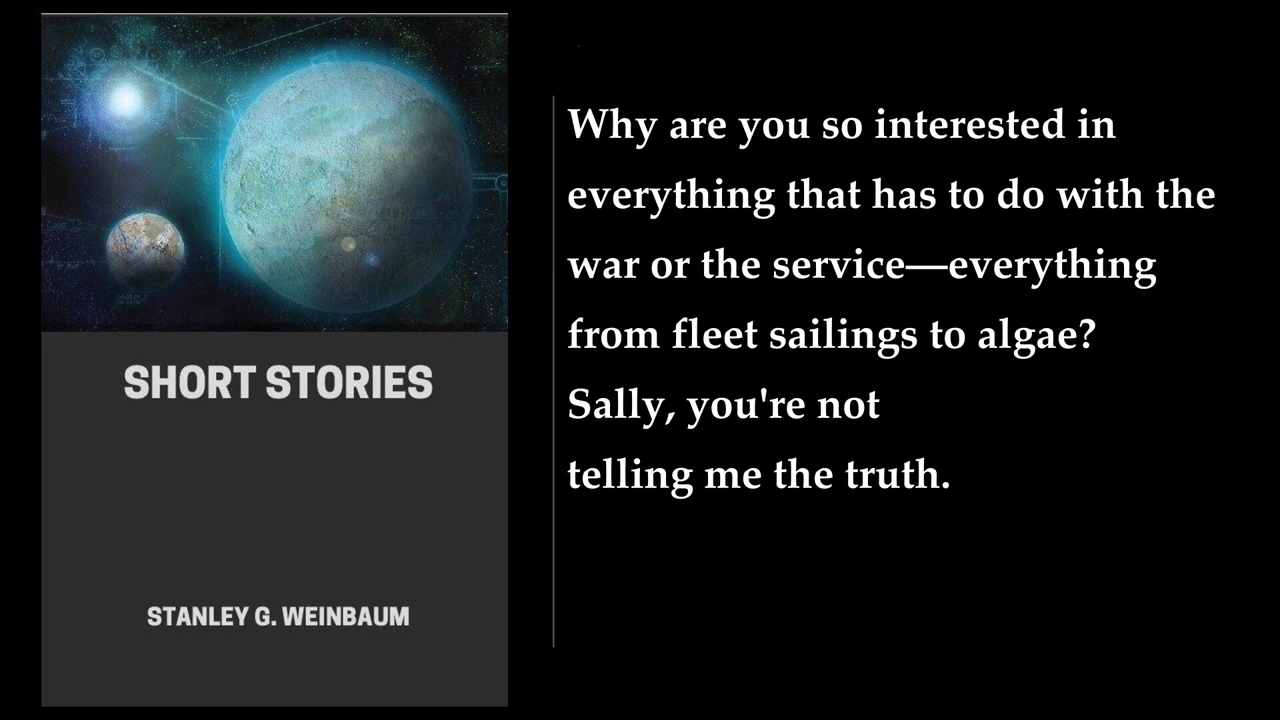 SHORT STORIES
STANLEY G. WEINBAUM
Why are you so interested in
everything that has to do with the
war or the service—everything
from fleet sailings to algae?
Sally, you're not
telling me the truth.